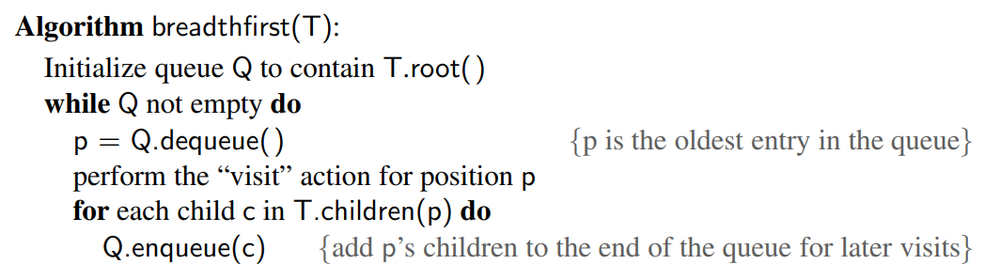 Algorithm breadthfirst(T):
Initialize queue Q to contain T.root( )
while Q not empty do
p = Q.dequeue( ) {p is the oldest entry in the queue}
perform the “visit” action for position p
for each child c in T.children(p) do
Q.enqueue(c) {add p’s children to the end of the queue for later visits}